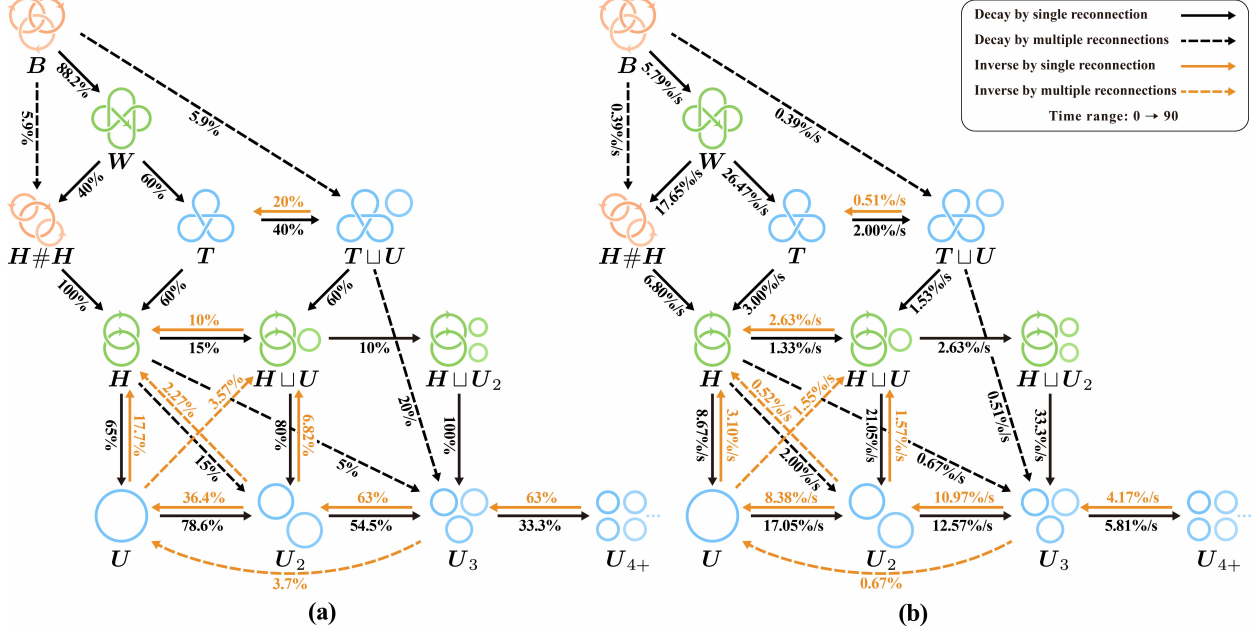 B
88.2%
5.9%
5.9%
W
40%
60%
20%
40%
H#H
T
T⊔U
100%
60%
60%
10%
15%
10%
H
H⊔U
H⊔U₂
2.27%
3.57%
20%
65%
17.7%
15%
80%
6.82%
5%
100%
36.4%
78.6%
63%
54.5%
63%
33.3%
...
U
U₂
U₃
U₄₊
3.7%
(a)
B
5.79%/s
0.39%/s
0.39%/s
W
17.65%/s
26.47%/s
0.51%/s
2.00%/s
H#H
T
T⊔U
6.80%/s
3.00%/s
1.53%/s
2.63%/s
1.33%/s
2.63%/s
H
H⊔U
H⊔U₂
0.52%/s
1.55%/s
0.51%/s
8.67%/s
3.10%/s
2.00%/s
21.05%/s
1.57%/s
0.67%/s
33.3%/s
8.38%/s
17.05%/s
10.97%/s
12.57%/s
4.17%/s
5.81%/s
...
U
U₂
U₃
U₄₊
0.67%
(b)
Decay by single reconnection
Decay by multiple reconnections
Inverse by single reconnection
Inverse by multiple reconnections
Time range: 0 → 90